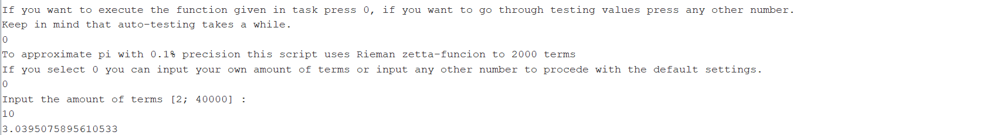 If you want to execute the function given in task press 0, if you want to go through testing values press any other number.
Keep in mind that auto-testing takes a while.
0
To approximate pi with 0.1% precision this script uses Rieman zetta-funcion to 2000 terms
If you select 0 you can input your own amount of terms or input any other number to procede with the default settings.
0
Input the amount of terms [2; 40000] :
10
3.0395075895610533